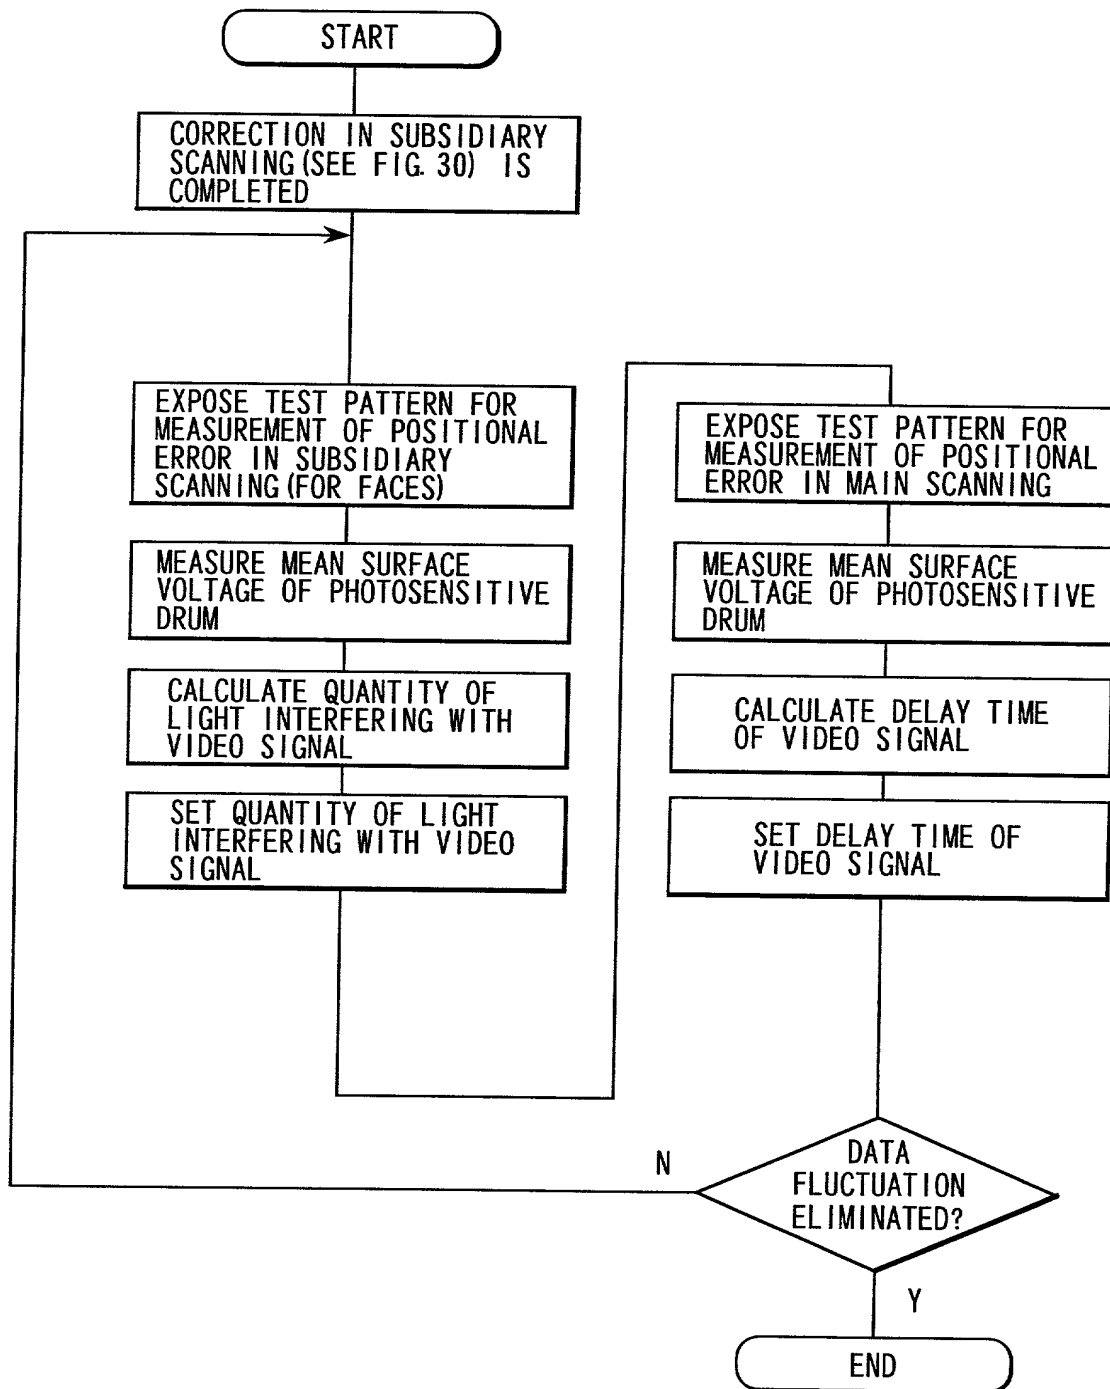 START
CORRECTION IN SUBSIDIARY
SCANNING (SEE FIG. 30) IS
COMPLETED
EXPOSE TEST PATTERN FOR
MEASUREMENT OF POSITIONAL
ERROR IN SUBSIDIARY
SCANNING (FOR FACES)
MEASURE MEAN SURFACE
VOLTAGE OF PHOTOSENSITIVE
DRUM
CALCULATE QUANTITY OF
LIGHT INTERFERING WITH
VIDEO SIGNAL
SET QUANTITY OF LIGHT
INTERFERING WITH VIDEO
SIGNAL
EXPOSE TEST PATTERN FOR
MEASUREMENT OF POSITIONAL
ERROR IN MAIN SCANNING
MEASURE MEAN SURFACE
VOLTAGE OF PHOTOSENSITIVE
DRUM
CALCULATE DELAY TIME
OF VIDEO SIGNAL
SET DELAY TIME OF
VIDEO SIGNAL
DATA
FLUCTUATION
ELIMINATED?
N
Y
END